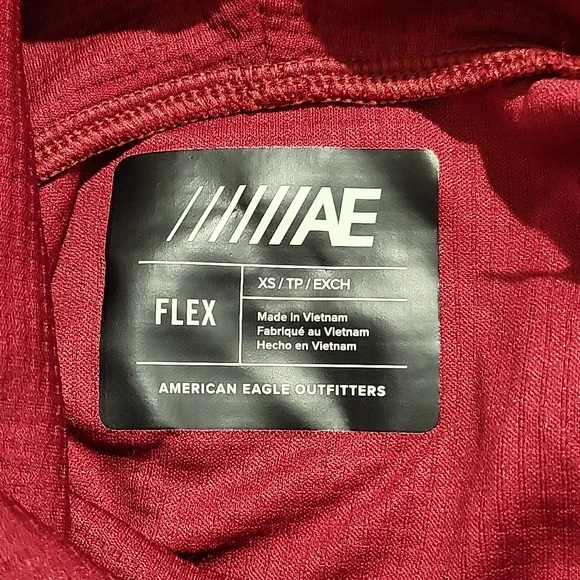 AE
XS / TP / EXCH
FLEX
Made in Vietnam
Fabriqué au Vietnam
Hecho en Vietnam
AMERICAN EAGLE OUTFITTERS